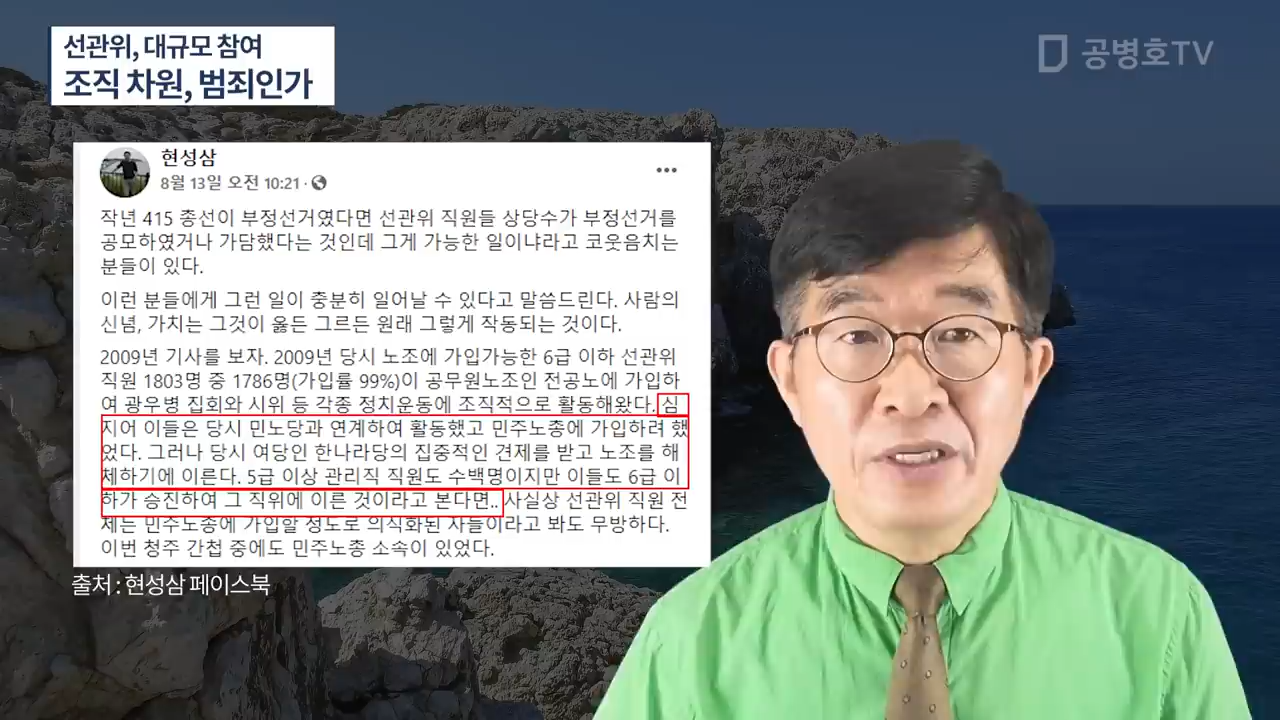 선관위, 대규모 참여
조직 차원, 범죄인가
공병호TV
현성삼
8월 13일 오전 10:21 ·
작년 415 총선이 부정선거였다면 선관위 직원들 상당수가 부정선거를
공모하였거나 가담했다는 것인데 그게 가능한 일이냐라고 코웃음치는
분들이 있다.
이런 분들에게 그런 일이 충분히 일어날 수 있다고 말씀드린다. 사람의
신념, 가치는 그것이 옳든 그르든 원래 그렇게 작동되는 것이다.
2009년 기사를 보자. 2009년 당시 노조에 가입가능한 6급 이하 선관위
직원 1803명 중 1786명(가입률 99%)이 공무원노조인 전공노에 가입하
여 광우병 집회와 시위 등 각종 정치운동에 조직적으로 활동해왔다. 심
지어 이들은 당시 민노당과 연계하여 활동했고 민주노총에 가입하려 했
었다. 그러나 당시 여당인 한나라당의 집중적인 견제를 받고 노조를 해
체하기에 이른다. 5급 이상 관리직 직원도 수백명이지만 이들도 6급 이
하가 승진하여 그 직위에 이른 것이라고 본다면.. 사실상 선관위 직원 전
체는 민주노총에 가입할 정도로 의식화된 자들이라고 봐도 무방하다.
이번 청주 간첩 중에도 민주노총 소속이 있었다.
출처 : 현성삼 페이스북